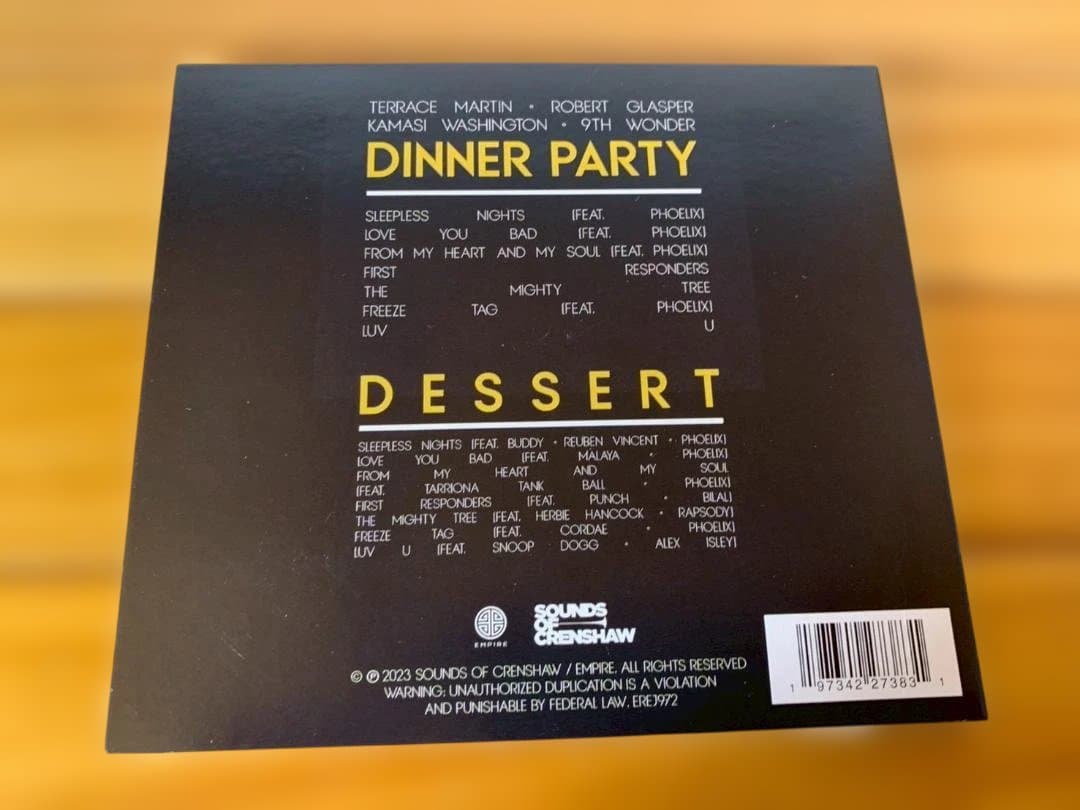 TERRACE MARTIN • ROBERT GLASPER
KAMASI WASHINGTON • 9TH WONDER
DINNER PARTY
SLEEPLESS NIGHTS (FEAT. PHOELIX)
LOVE YOU BAD (FEAT. PHOELIX)
FROM MY HEART AND MY SOUL (FEAT. PHOELIX)
FIRST RESPONDERS
THE MIGHTY TREE
FREEZE TAG (FEAT. PHOELIX)
LUV U
DESSERT
SLEEPLESS NIGHTS (FEAT. BUDDY • REUBEN VINCENT • PHOELIX)
LOVE YOU BAD (FEAT. MALAYA • PHOELIX)
FROM MY HEART AND MY SOUL
(FEAT. TARRIONA TANK BALL • PHOELIX)
FIRST RESPONDERS (FEAT. PUNCH • BILAL)
THE MIGHTY TREE (FEAT. HERBIE HANCOCK • RAPSODY)
FREEZE TAG (FEAT. CORDAE • PHOELIX)
LUV U (FEAT. SNOOP DOGG • ALEX ISLEY)
EMPIRE
SOUNDS
OF
CRENSHAW
© ℗ 2023 SOUNDS OF CRENSHAW / EMPIRE. ALL RIGHTS RESERVED
WARNING: UNAUTHORIZED DUPLICATION IS A VIOLATION
AND PUNISHABLE BY FEDERAL LAW. ERE1972
1 97342 27383 1